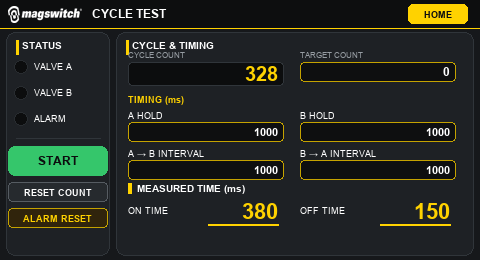 magswitch CYCLE TEST HOME
STATUS
VALVE A
VALVE B
ALARM
START
RESET COUNT
ALARM RESET
CYCLE & TIMING
CYCLE COUNT TARGET COUNT
328 0
TIMING (ms)
A HOLD B HOLD
1000 1000
A → B INTERVAL B → A INTERVAL
1000 1000
MEASURED TIME (ms)
ON TIME 380 OFF TIME 150